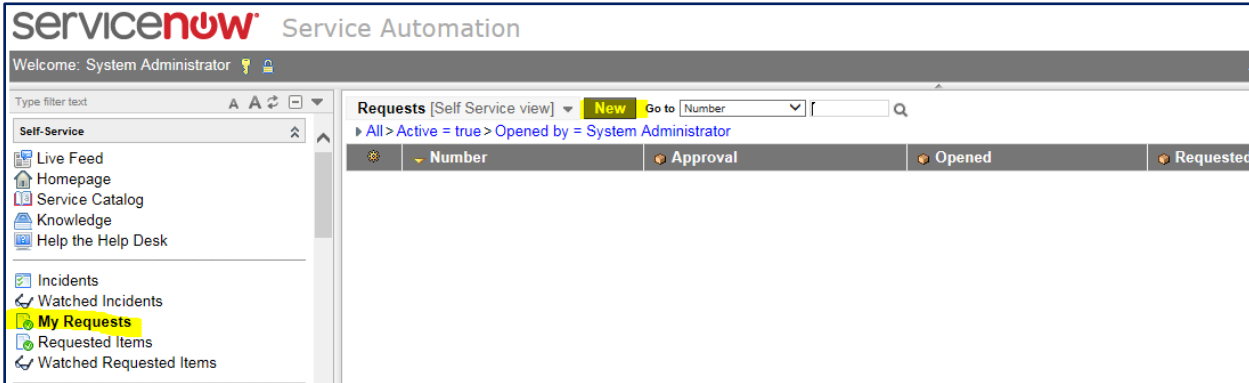 servicenow Service Automation
Welcome: System Administrator
Type filter text A A
Self-Service
Live Feed
Homepage
Service Catalog
Knowledge
Help the Help Desk
Incidents
Watched Incidents
My Requests
Requested Items
Watched Requested Items
Requests [Self Service view] New Go to Number
All > Active = true > Opened by = System Administrator
Number Approval Opened Requested